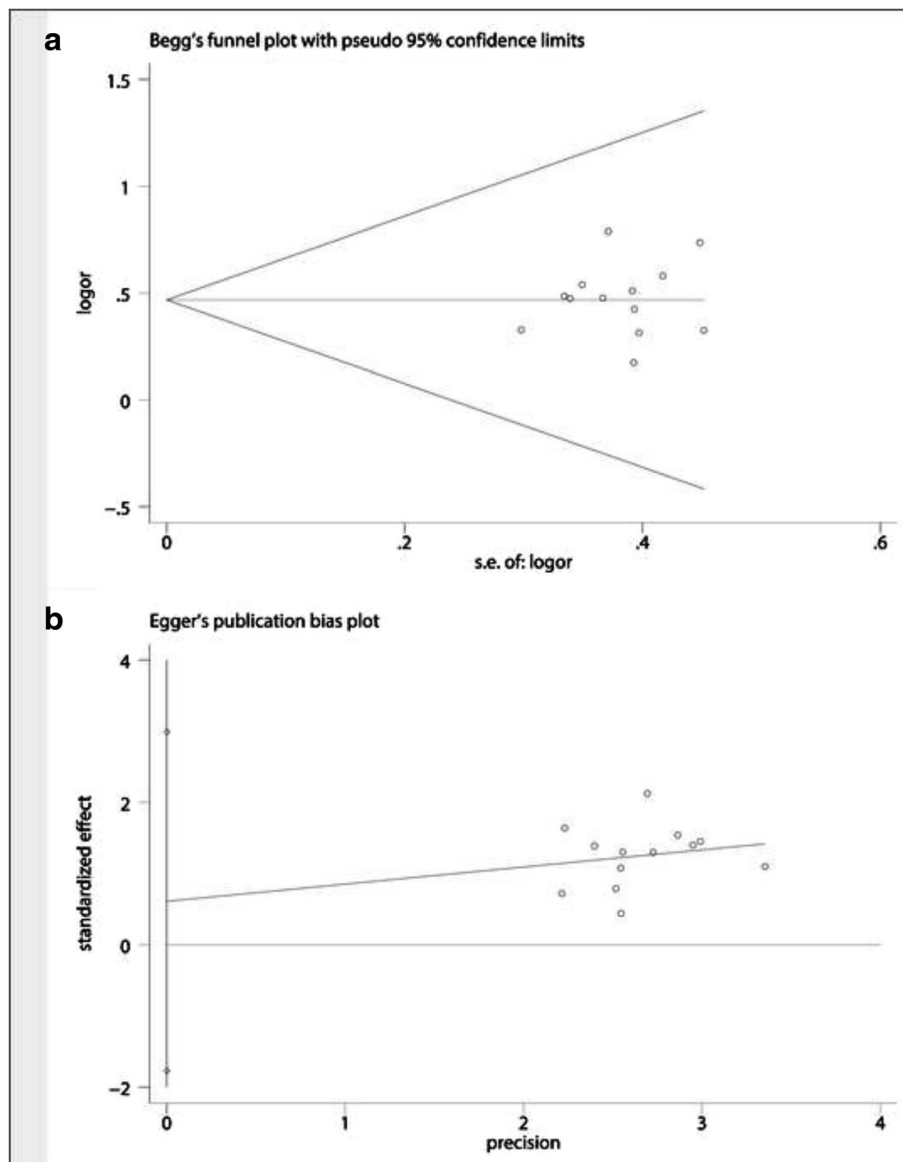 a
Begg's funnel plot with pseudo 95% confidence limits
1.5
1
.5
0
−.5
logor
0
.2
.4
.6
s.e. of: logor
b
Egger's publication bias plot
4
2
0
−2
standardized effect
0
1
2
3
4
precision